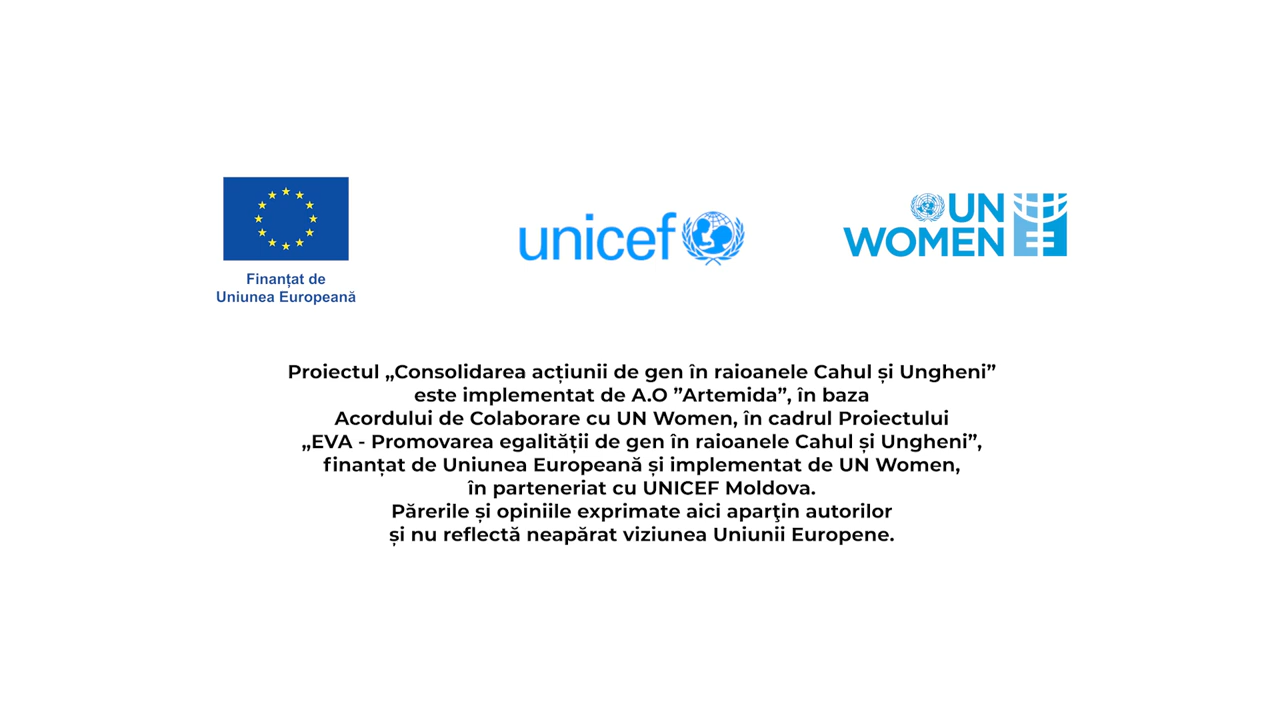 Finanțat de
Uniunea Europeană
unicef
UN
WOMEN
Proiectul „Consolidarea acțiunii de gen în raioanele Cahul și Ungheni”
este implementat de A.O ”Artemida”, în baza
Acordului de Colaborare cu UN Women, în cadrul Proiectului
„EVA - Promovarea egalității de gen în raioanele Cahul și Ungheni”,
finanțat de Uniunea Europeană și implementat de UN Women,
în parteneriat cu UNICEF Moldova.
Părerile și opiniile exprimate aici aparţin autorilor
și nu reflectă neapărat viziunea Uniunii Europene.